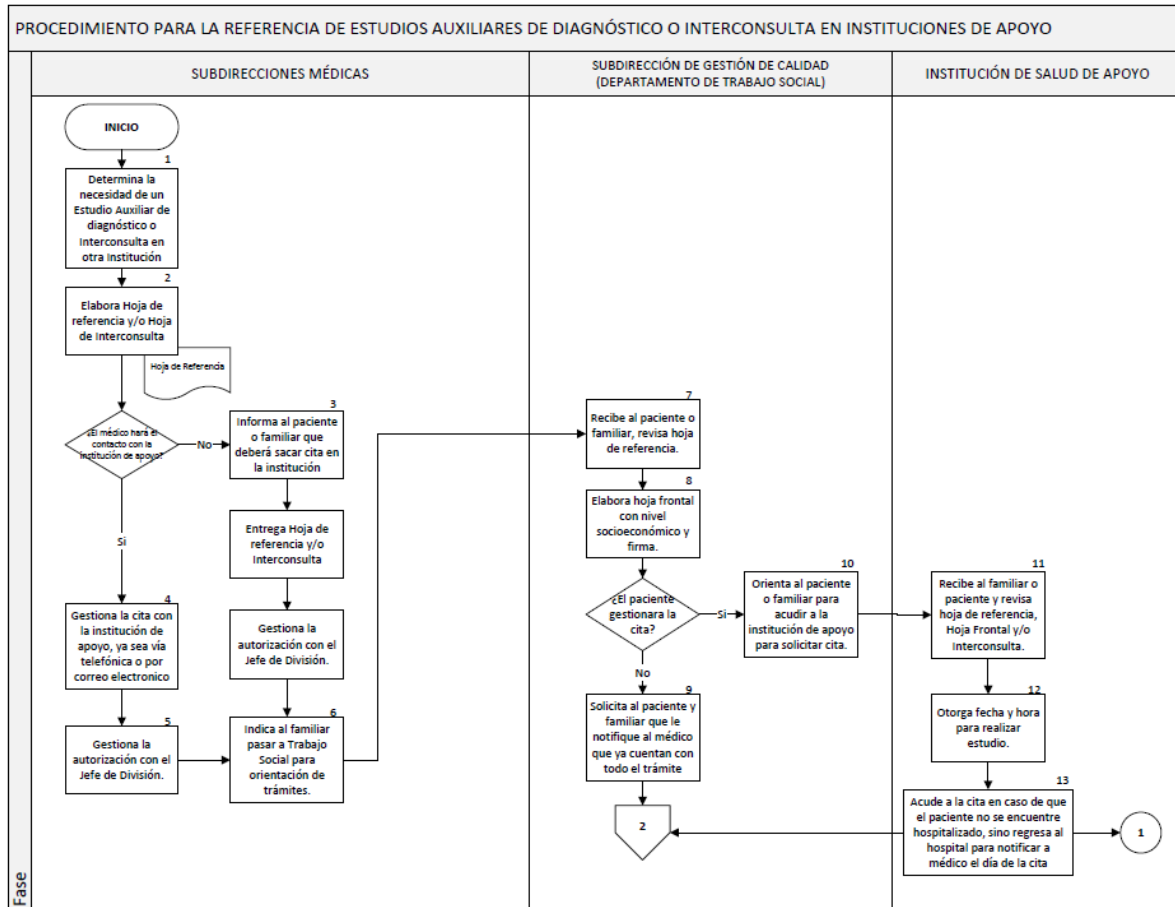 PROCEDIMIENTO PARA LA REFERENCIA DE ESTUDIOS AUXILIARES DE DIAGNÓSTICO O INTERCONSULTA EN INSTITUCIONES DE APOYO
SUBDIRECCIONES MÉDICAS
SUBDIRECCIÓN DE GESTIÓN DE CALIDAD
(DEPARTAMENTO DE TRABAJO SOCIAL)
INSTITUCIÓN DE SALUD DE APOYO
Fase
INICIO
1
Determina la
necesidad de un
Estudio Auxiliar de
diagnóstico o
Interconsulta en
otra Institución
2
Elabora Hoja de
referencia y/o Hoja
de Interconsulta
Hoja de Referencia
¿El médico hará el
contacto con la
institución de apoyo?
No
Si
3
Informa al paciente
o familiar que
deberá sacar cita en
la institución
Entrega Hoja de
referencia y/o
Interconsulta
Gestiona la
autorización con el
Jefe de División.
4
Gestiona la cita con
la institución de
apoyo, ya sea vía
telefónica o por
correo electronico
5
Gestiona la
autorización con el
Jefe de División.
6
Indica al familiar
pasar a Trabajo
Social para
orientación de
trámites.
7
Recibe al paciente o
familiar, revisa hoja
de referencia.
8
Elabora hoja frontal
con nivel
socioeconómico y
firma.
¿El paciente
gestionara la
cita?
Si
No
9
Solicita al paciente y
familiar que le
notifique al médico
que ya cuentan con
todo el trámite
2
10
Orienta al paciente
o familiar para
acudir a la
institución de apoyo
para solicitar cita.
11
Recibe al familiar o
paciente y revisa
hoja de referencia,
Hoja Frontal y/o
Interconsulta.
12
Otorga fecha y hora
para realizar
estudio.
13
Acude a la cita en caso de que
el paciente no se encuentre
hospitalizado, sino regresa al
hospital para notificar a
médico el día de la cita
1